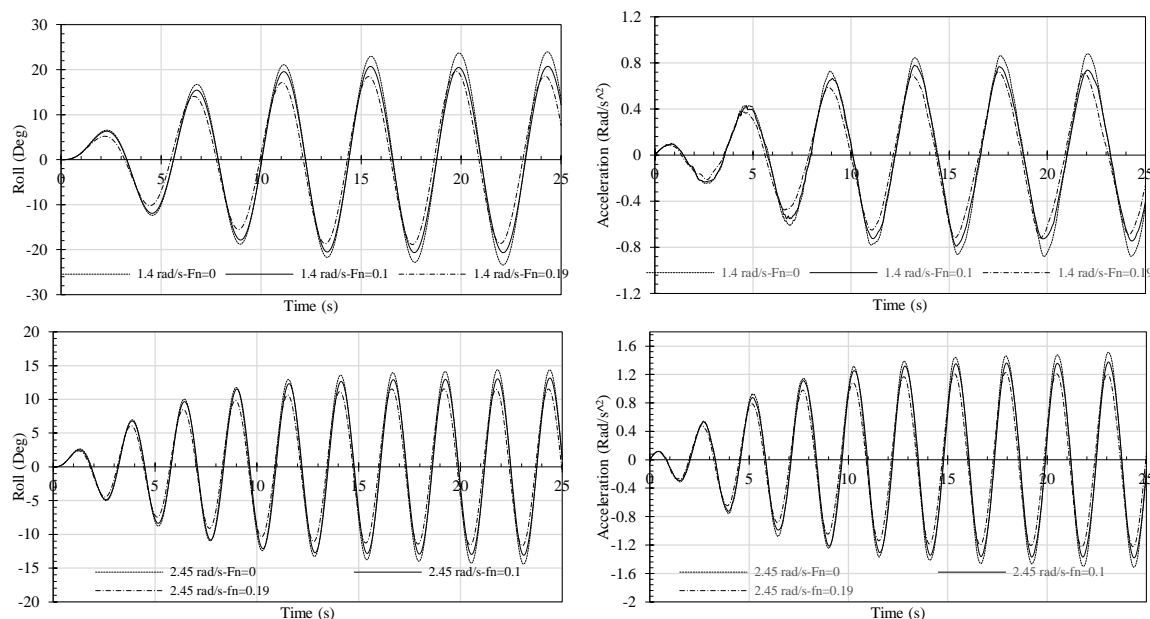 30
20
10
0
-10
-20
-30
0 5 10 15 20 25
Roll (Deg)
1.4 rad/s-Fn=0 1.4 rad/s-Fn=0.1 1.4 rad/s-Fn=0.19
Time (s)
1.2
0.8
0.4
0
-0.4
-0.8
-1.2
0 5 10 15 20 25
Acceleration (Rad/s^2)
1.4 rad/s-Fn=0 1.4 rad/s-Fn=0.1 1.4 rad/s-Fn=0.19
Time (s)
20
15
10
5
0
-5
-10
-15
-20
0 5 10 15 20 25
Roll (Deg)
2.45 rad/s-Fn=0 2.45 rad/s-fn=0.1
2.45 rad/s-fn=0.19
Time (s)
1.6
1.2
0.8
0.4
0
-0.4
-0.8
-1.2
-1.6
-2
0 5 10 15 20 25
Acceleration (Rad/s^2)
2.45 rad/s-Fn=0 2.45 rad/s-Fn=0.1
2.45 rad/s-fn=0.19
Time (s)